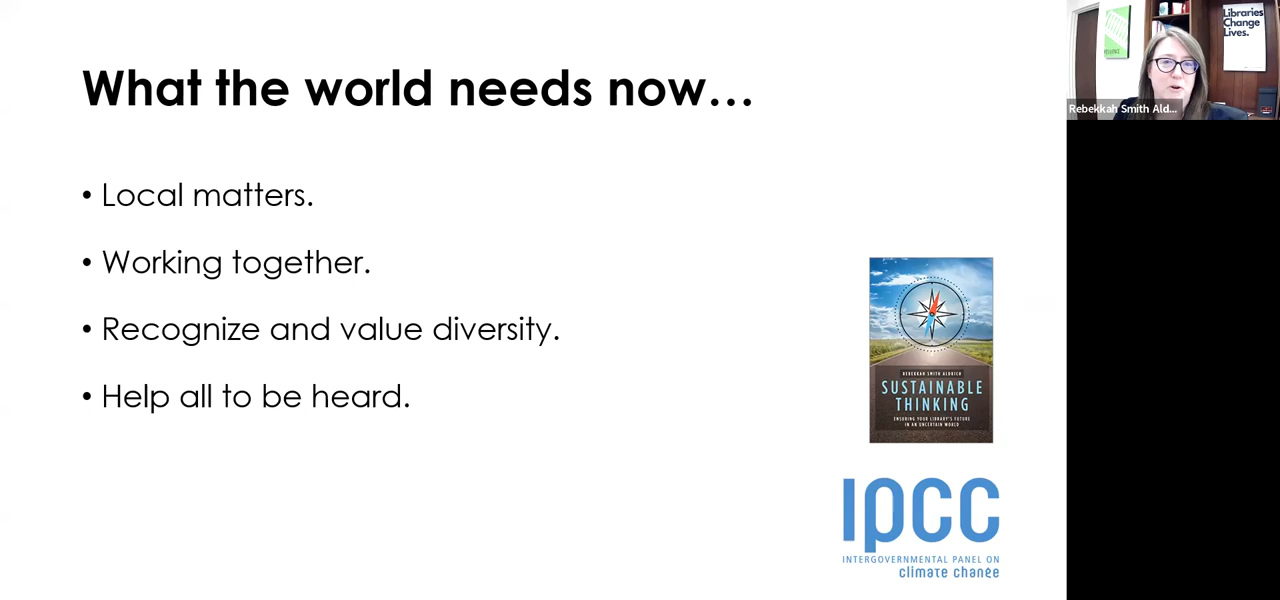 What the world needs now…
• Local matters.
• Working together.
• Recognize and value diversity.
• Help all to be heard.
REBEKKAH SMITH ALDRICH
SUSTAINABLE
THINKING
ENSURING YOUR LIBRARY'S FUTURE
IN AN UNCERTAIN WORLD
ipcc
INTERGOVERNMENTAL PANEL ON
climate change
Libraries
Change
Lives.
Rebekkah Smith Ald...